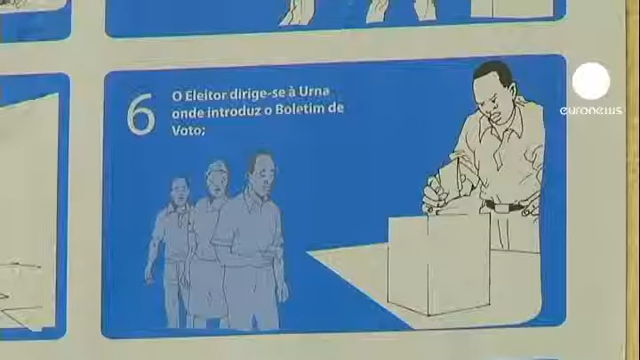 6
O Eleitor dirige-se à Urna
onde introduz o Boletim de
Voto;
euronews